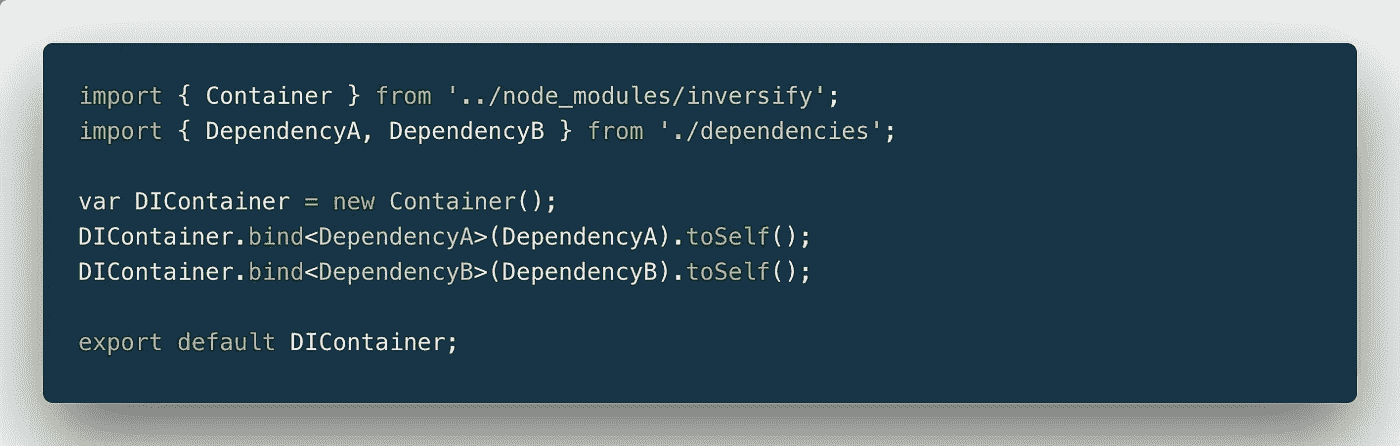 import { Container } from '../node_modules/inversify';
import { DependencyA, DependencyB } from './dependencies';
var DIContainer = new Container();
DIContainer.bind<DependencyA>(DependencyA).toSelf();
DIContainer.bind<DependencyB>(DependencyB).toSelf();
export default DIContainer;